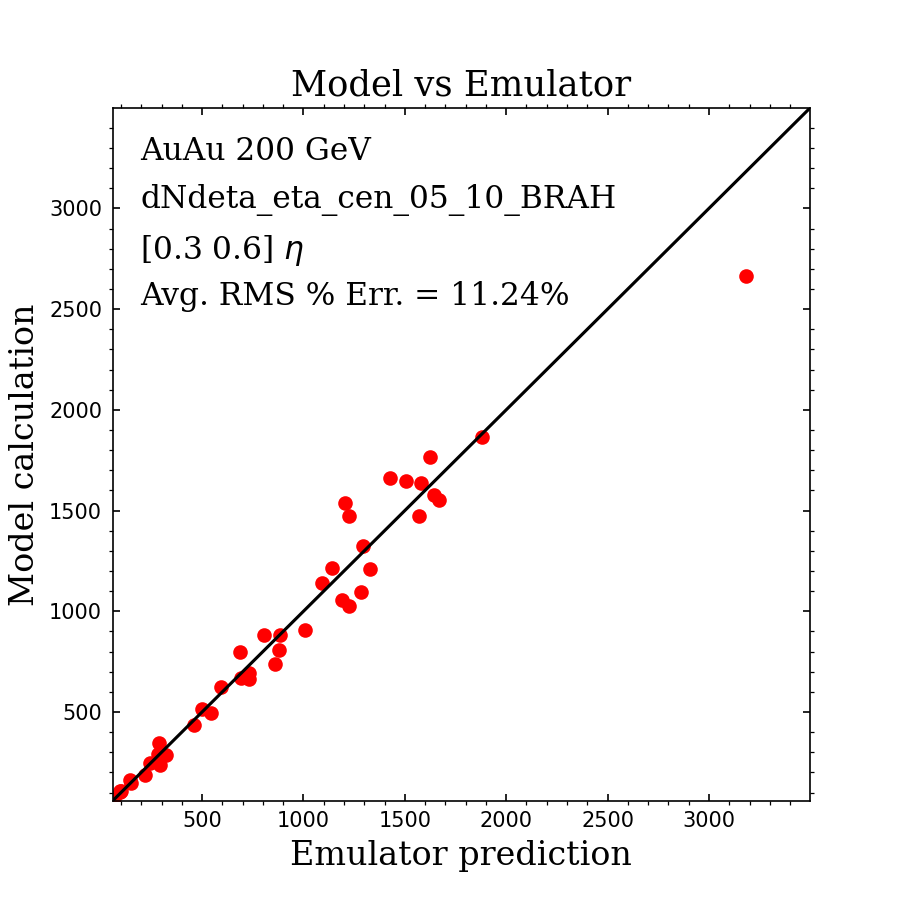 Model vs Emulator
AuAu 200 GeV
dNdeta_eta_cen_05_10_BRAH
[0.3 0.6] η
Avg. RMS % Err. = 11.24%
Model calculation
3000
2500
2000
1500
1000
500
500 1000 1500 2000 2500 3000
Emulator prediction